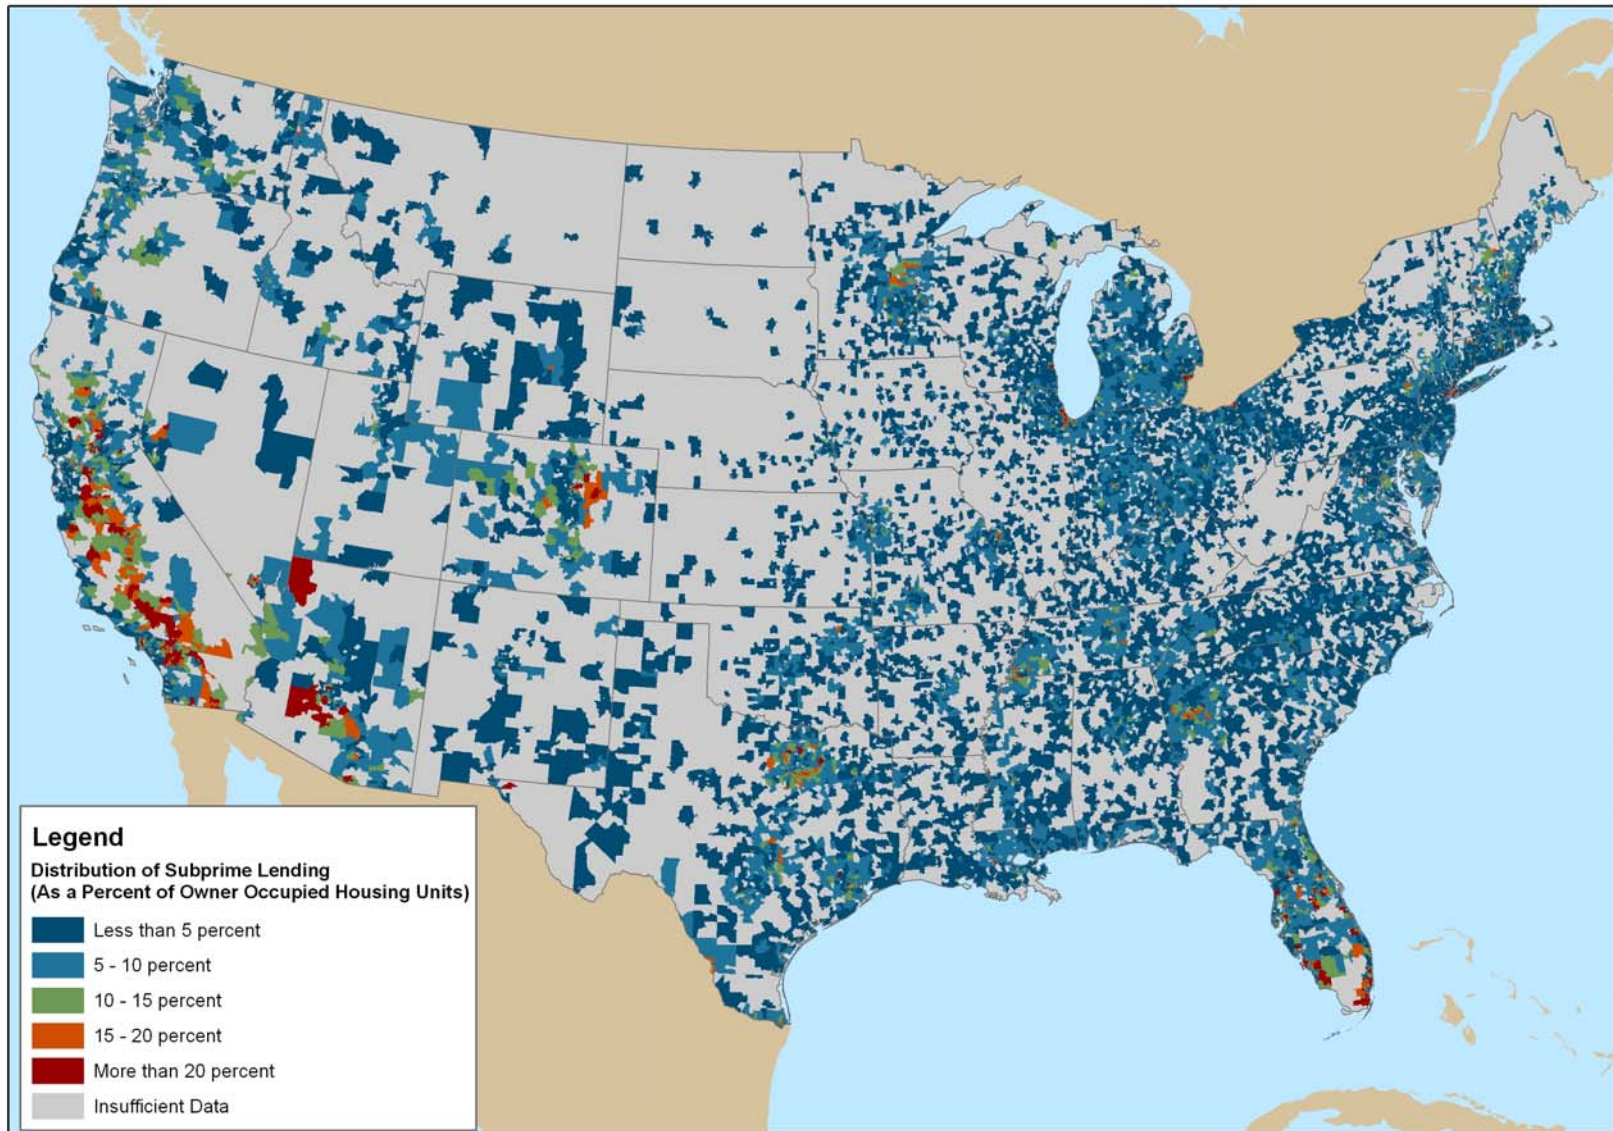 Legend
Distribution of Subprime Lending
(As a Percent of Owner Occupied Housing Units)
Less than 5 percent
5 - 10 percent
10 - 15 percent
15 - 20 percent
More than 20 percent
Insufficient Data